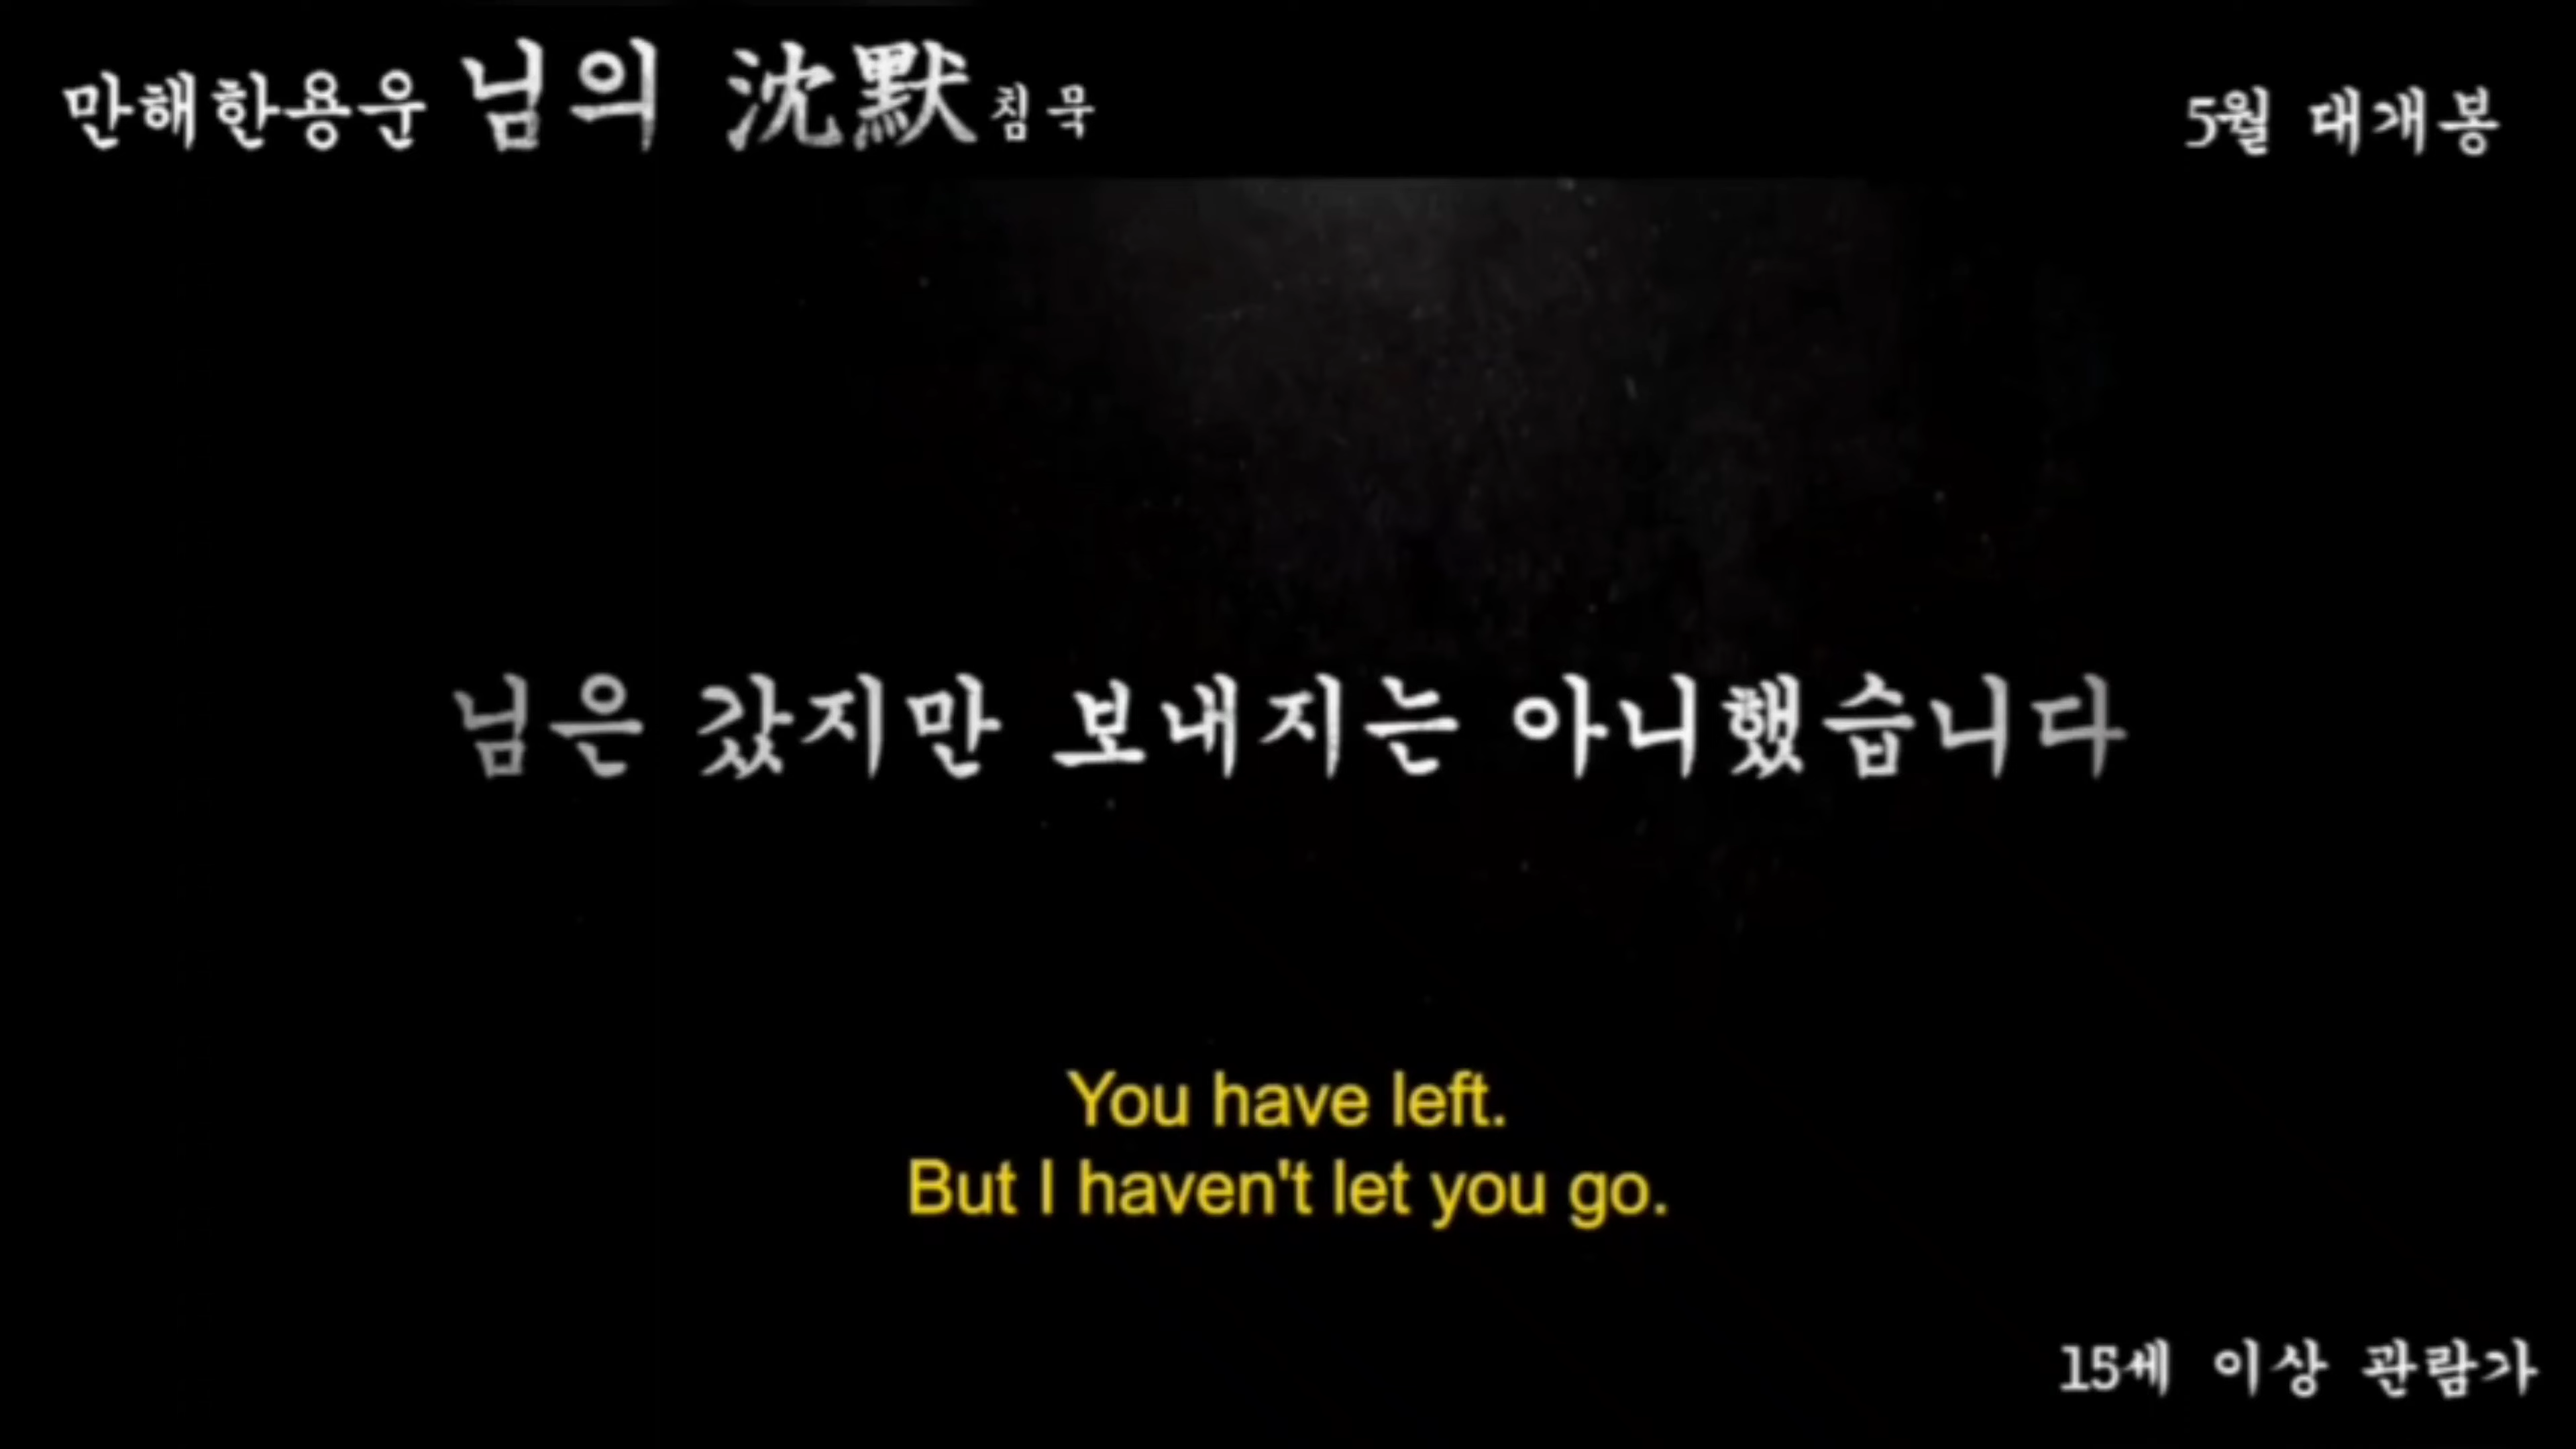 만해한용운 님의 沈默 침묵
5월 대개봉
님은 갔지만 보내지는 아니했습니다
You have left.
But I haven't let you go.
15세 이상 관람가